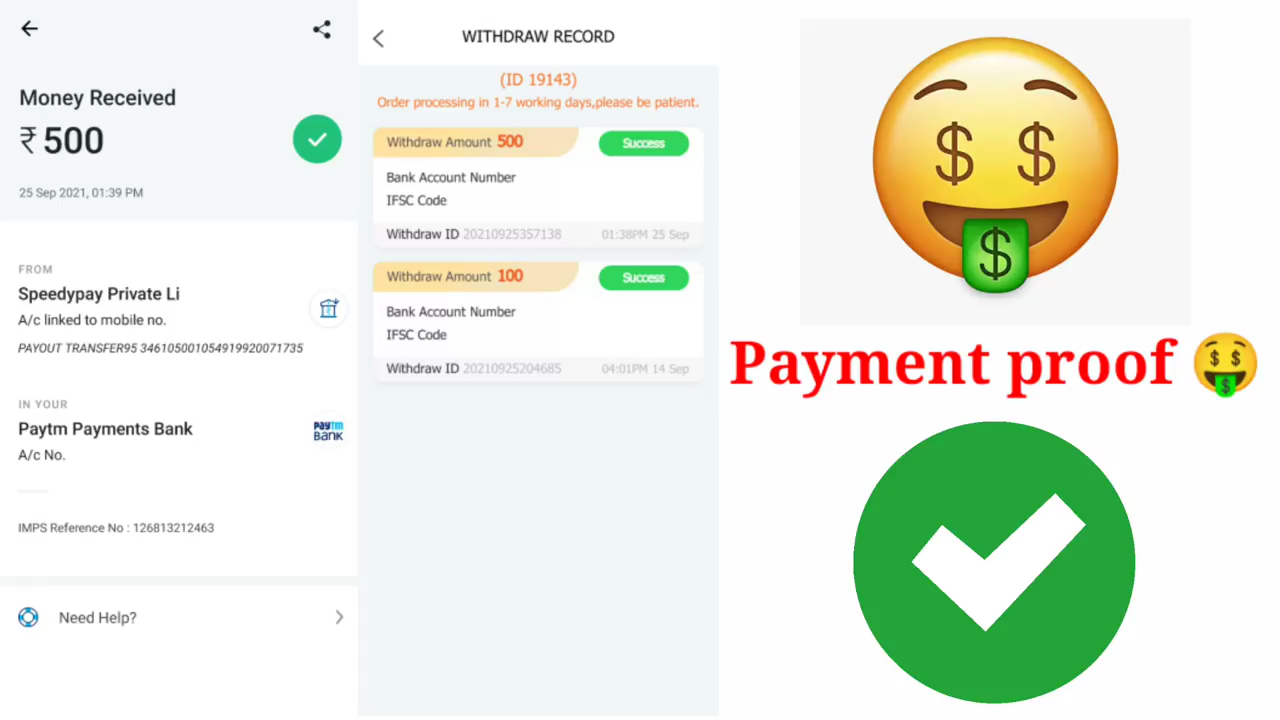 Money Received
₹500
25 Sep 2021, 01:39 PM
FROM
Speedypay Private Li
A/c linked to mobile no.
PAYOUT TRANSFER95 346105001054919920071735
IN YOUR
Paytm Payments Bank
paytm
BANK
A/c No.
IMPS Reference No : 126813212463
Need Help?
WITHDRAW RECORD
(ID 19143)
Order processing in 1-7 working days,please be patient.
Withdraw Amount 500 Success
Bank Account Number
IFSC Code
Withdraw ID 20210925357138 01:38PM 25 Sep
Withdraw Amount 100 Success
Bank Account Number
IFSC Code
Withdraw ID 20210925204685 04:01PM 14 Sep
$ $
$
Payment proof 🤑